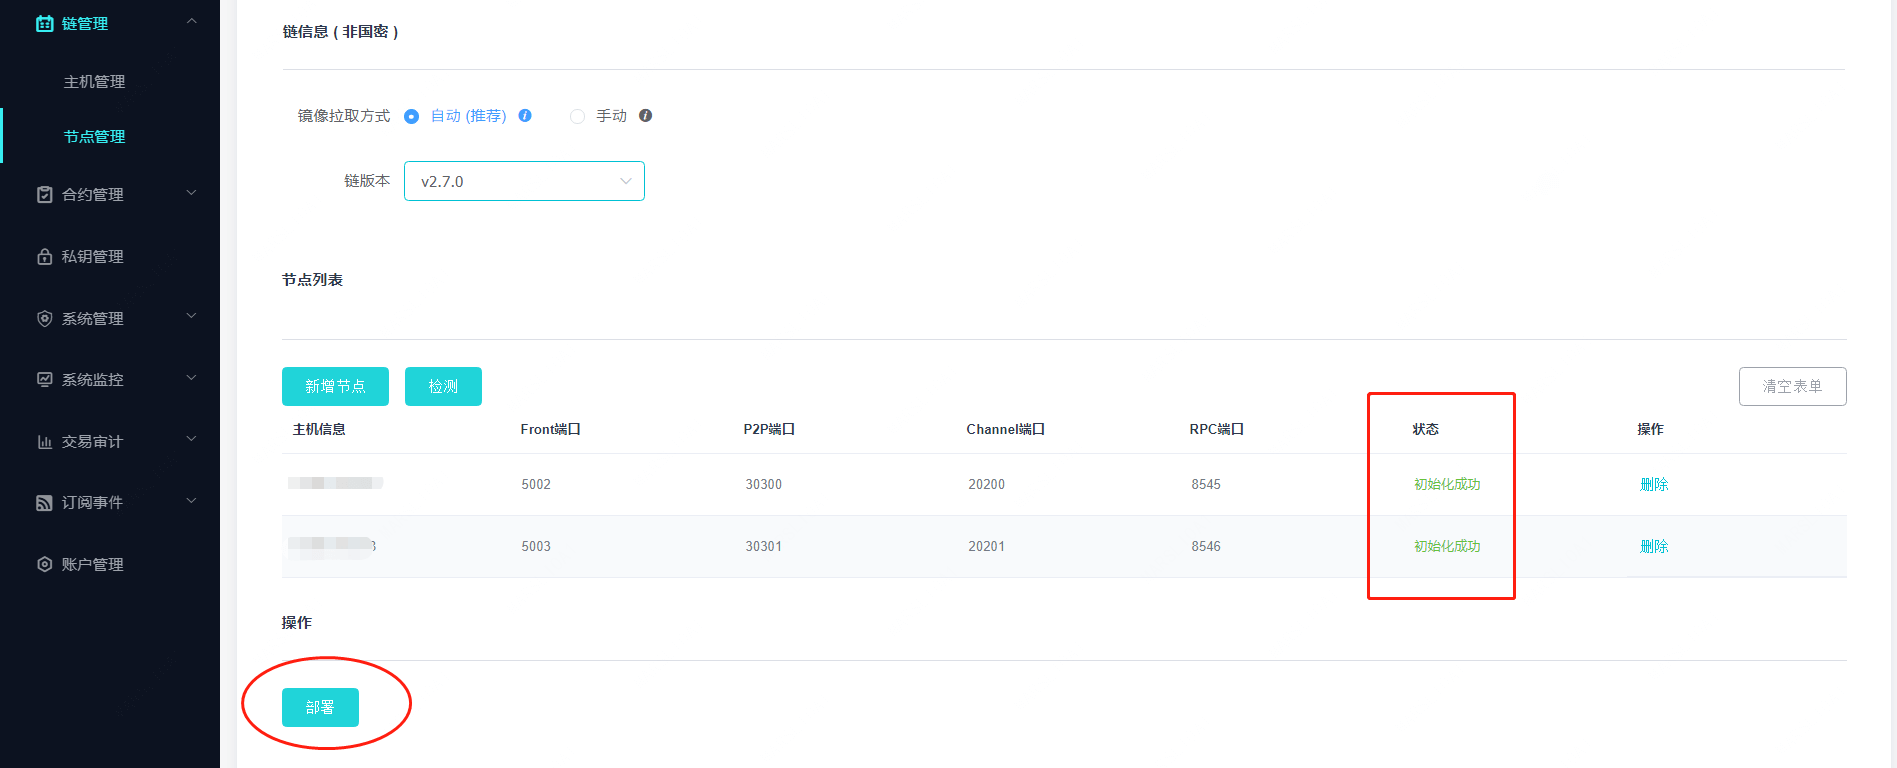 链管理
主机管理
节点管理
合约管理
私钥管理
系统管理
系统监控
交易审计
订阅事件
账户管理
链信息 ( 非国密 )
镜像拉取方式 自动 (推荐) 手动
链版本 v2.7.0
节点列表
新增节点 检测 清空表单
主机信息 Front端口 P2P端口 Channel端口 RPC端口 状态 操作
5002 30300 20200 8545 初始化成功 删除
5003 30301 20201 8546 初始化成功 删除
操作
部署